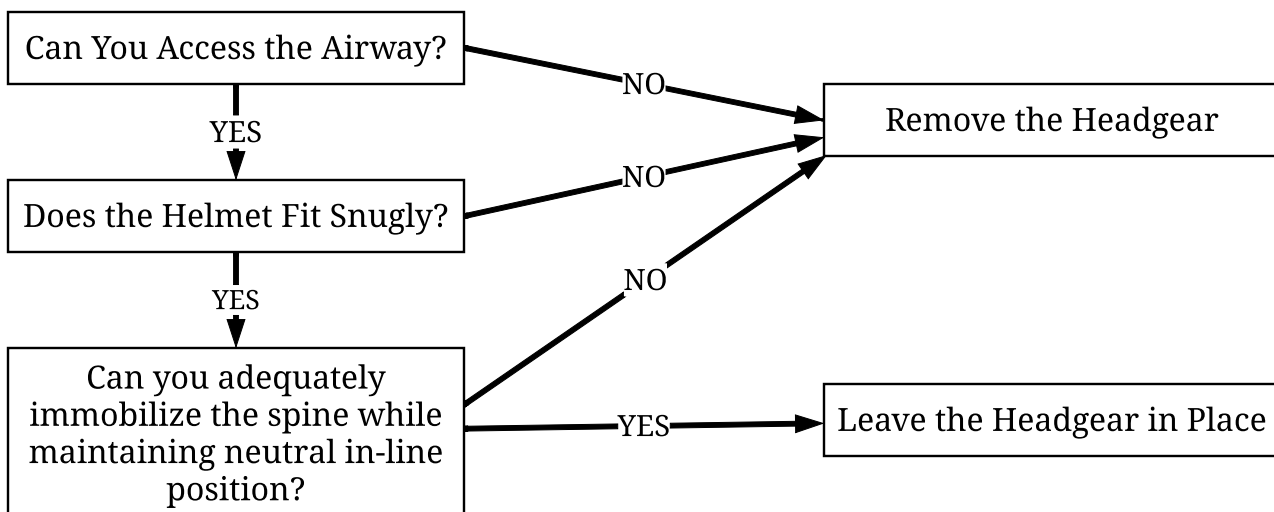 Can You Access the Airway?
NO
Remove the Headgear
YES
Does the Helmet Fit Snugly?
NO
YES
NO
Can you adequately
immobilize the spine while
maintaining neutral in-line
position?
YES
Leave the Headgear in Place